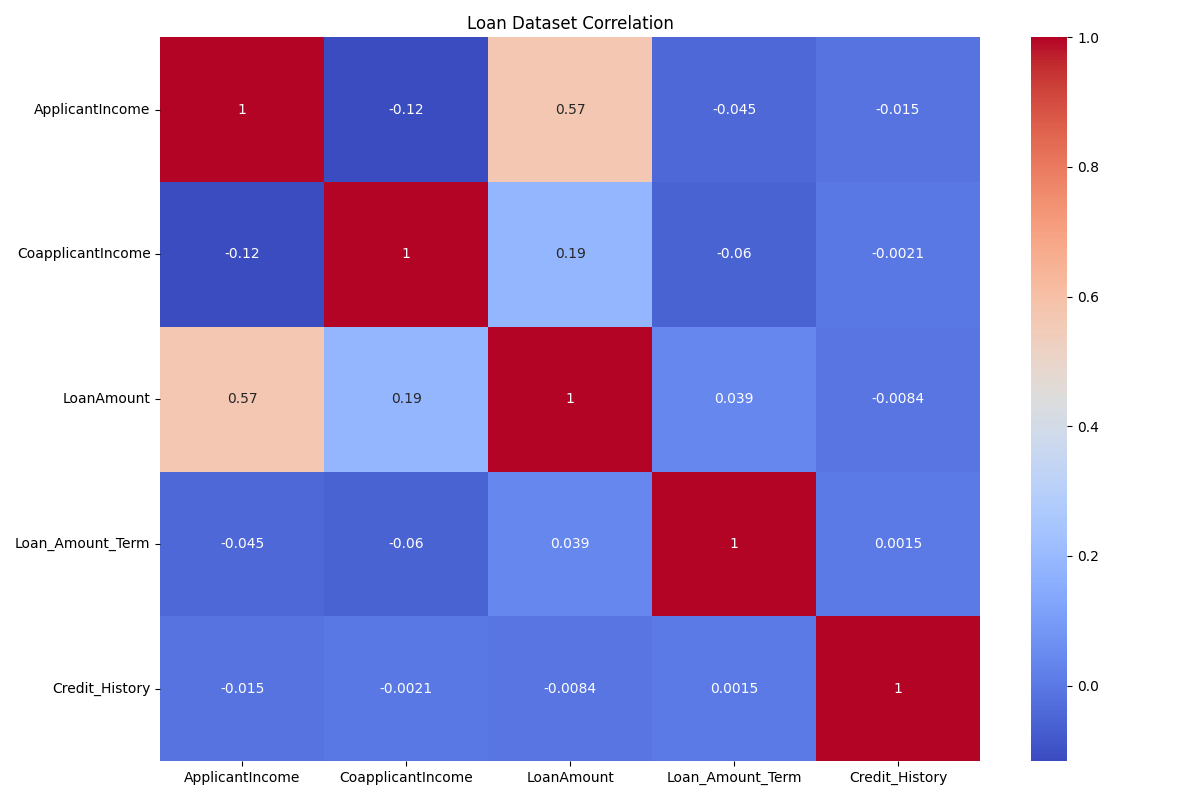 Loan Dataset Correlation
ApplicantIncome 1 -0.12 0.57 -0.045 -0.015
CoapplicantIncome -0.12 1 0.19 -0.06 -0.0021
LoanAmount 0.57 0.19 1 0.039 -0.0084
Loan_Amount_Term -0.045 -0.06 0.039 1 0.0015
Credit_History -0.015 -0.0021 -0.0084 0.0015 1
ApplicantIncome CoapplicantIncome LoanAmount Loan_Amount_Term Credit_History
1.0
0.8
0.6
0.4
0.2
0.0